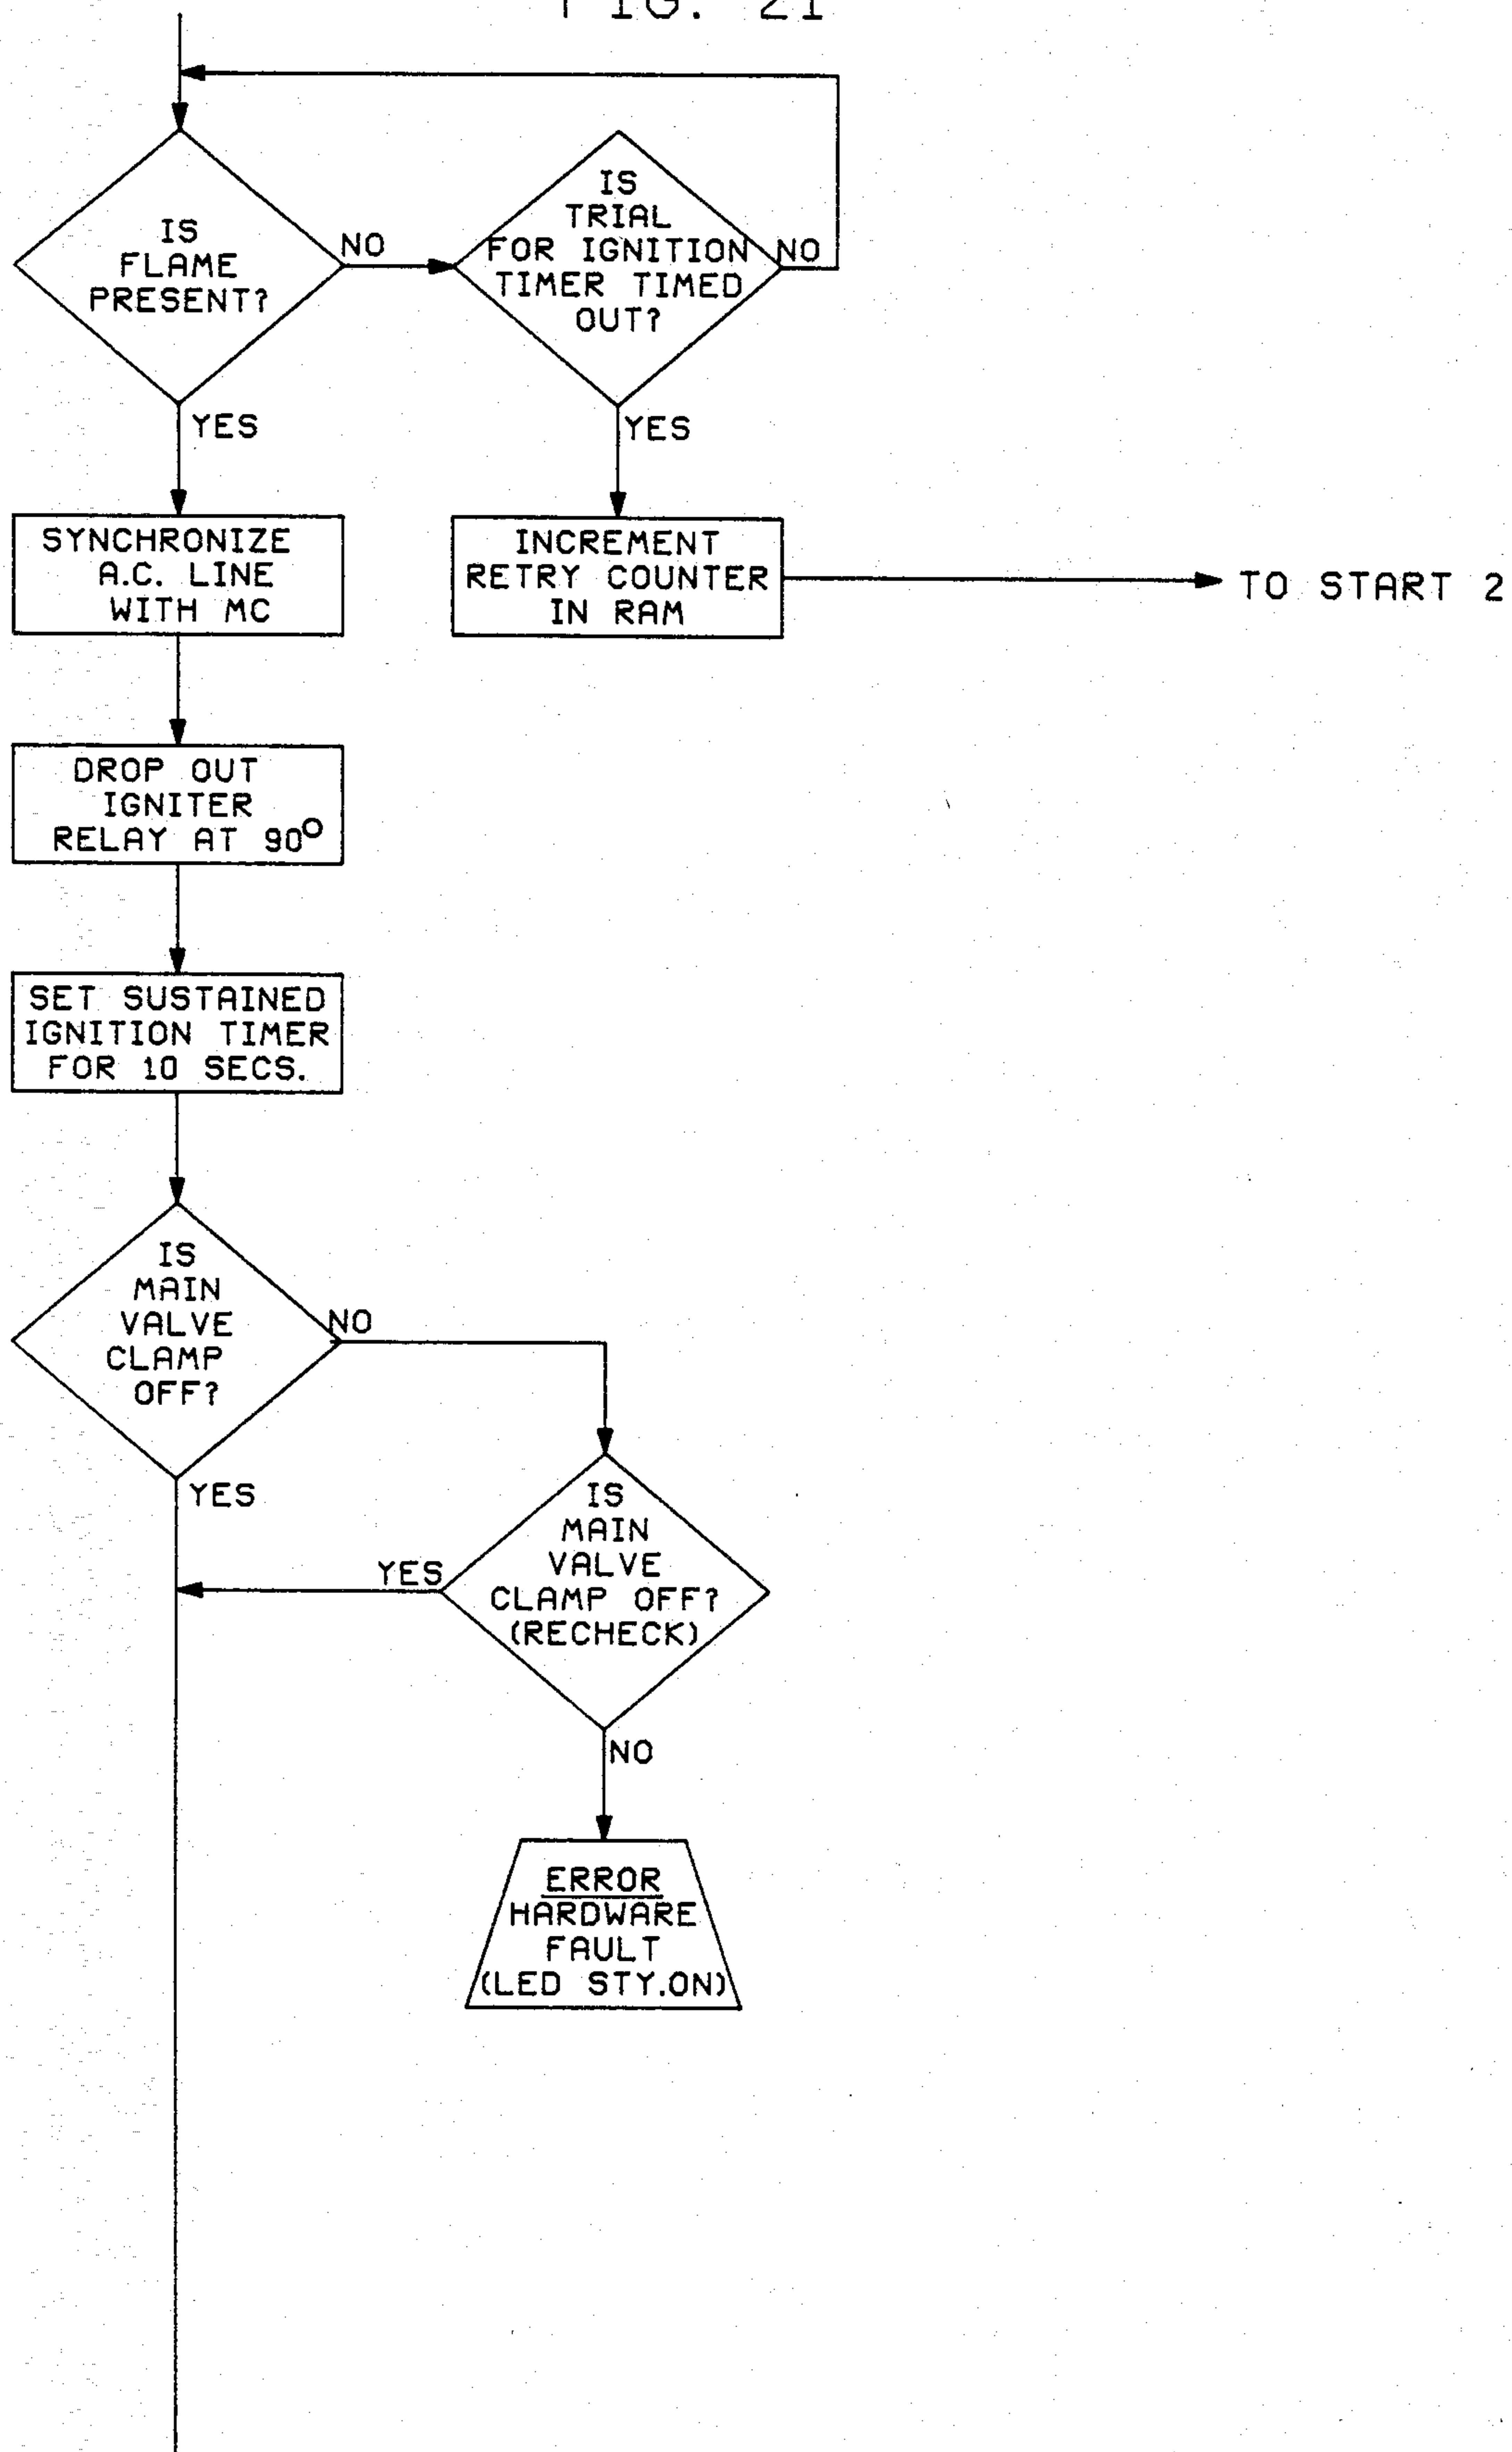 FIG. 21
IS
FLAME
PRESENT?
NO
YES
IS
TRIAL
FOR IGNITION
TIMER TIMED
OUT?
NO
YES
SYNCHRONIZE
A.C. LINE
WITH MC
INCREMENT
RETRY COUNTER
IN RAM
TO START 2
DROP OUT
IGNITER
RELAY AT 90°
SET SUSTAINED
IGNITION TIMER
FOR 10 SECS.
IS
MAIN
VALVE
CLAMP
OFF?
NO
YES
IS
MAIN
VALVE
CLAMP OFF?
(RECHECK)
YES
NO
ERROR
HARDWARE
FAULT
(LED STY.ON)